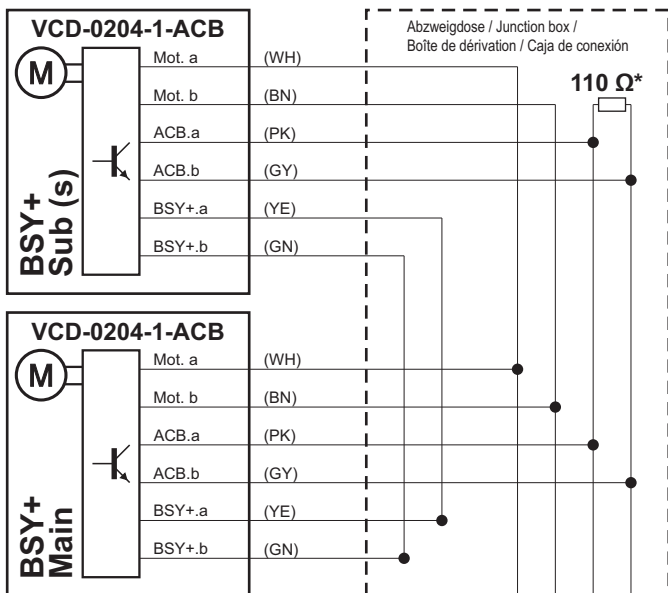 VCD-0204-1-ACB
M
BSY+
Sub (s)
Mot. a (WH)
Mot. b (BN)
ACB.a (PK)
ACB.b (GY)
BSY+.a (YE)
BSY+.b (GN)
Abzweigdose / Junction box /
Boîte de dérivation / Caja de conexión
110 Ω*
VCD-0204-1-ACB
M
BSY+
Main
Mot. a (WH)
Mot. b (BN)
ACB.a (PK)
ACB.b (GY)
BSY+.a (YE)
BSY+.b (GN)